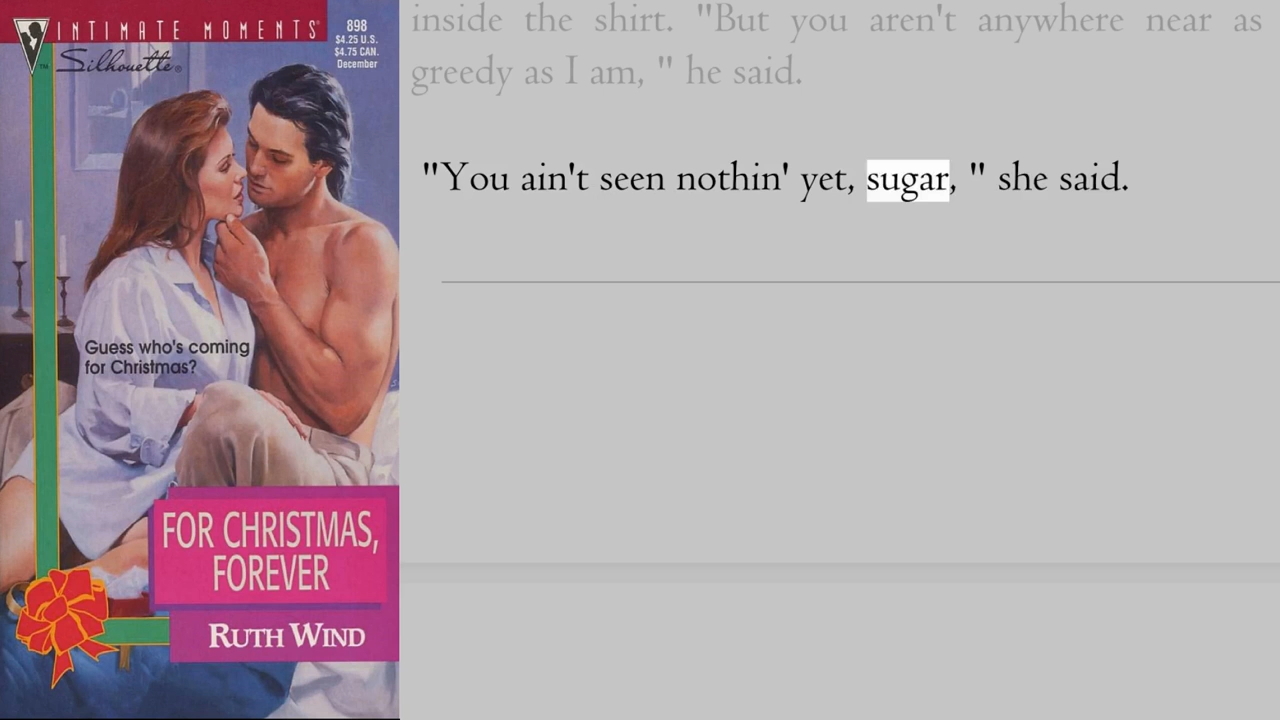 INTIMATE MOMENTS®
Silhouette®
898
$4.25 U.S.
$4.75 CAN.
December
Guess who's coming
for Christmas?
FOR CHRISTMAS,
FOREVER
RUTH WIND
inside the shirt. "But you aren't anywhere near as
greedy as I am, " he said.
"You ain't seen nothin' yet, sugar, " she said.